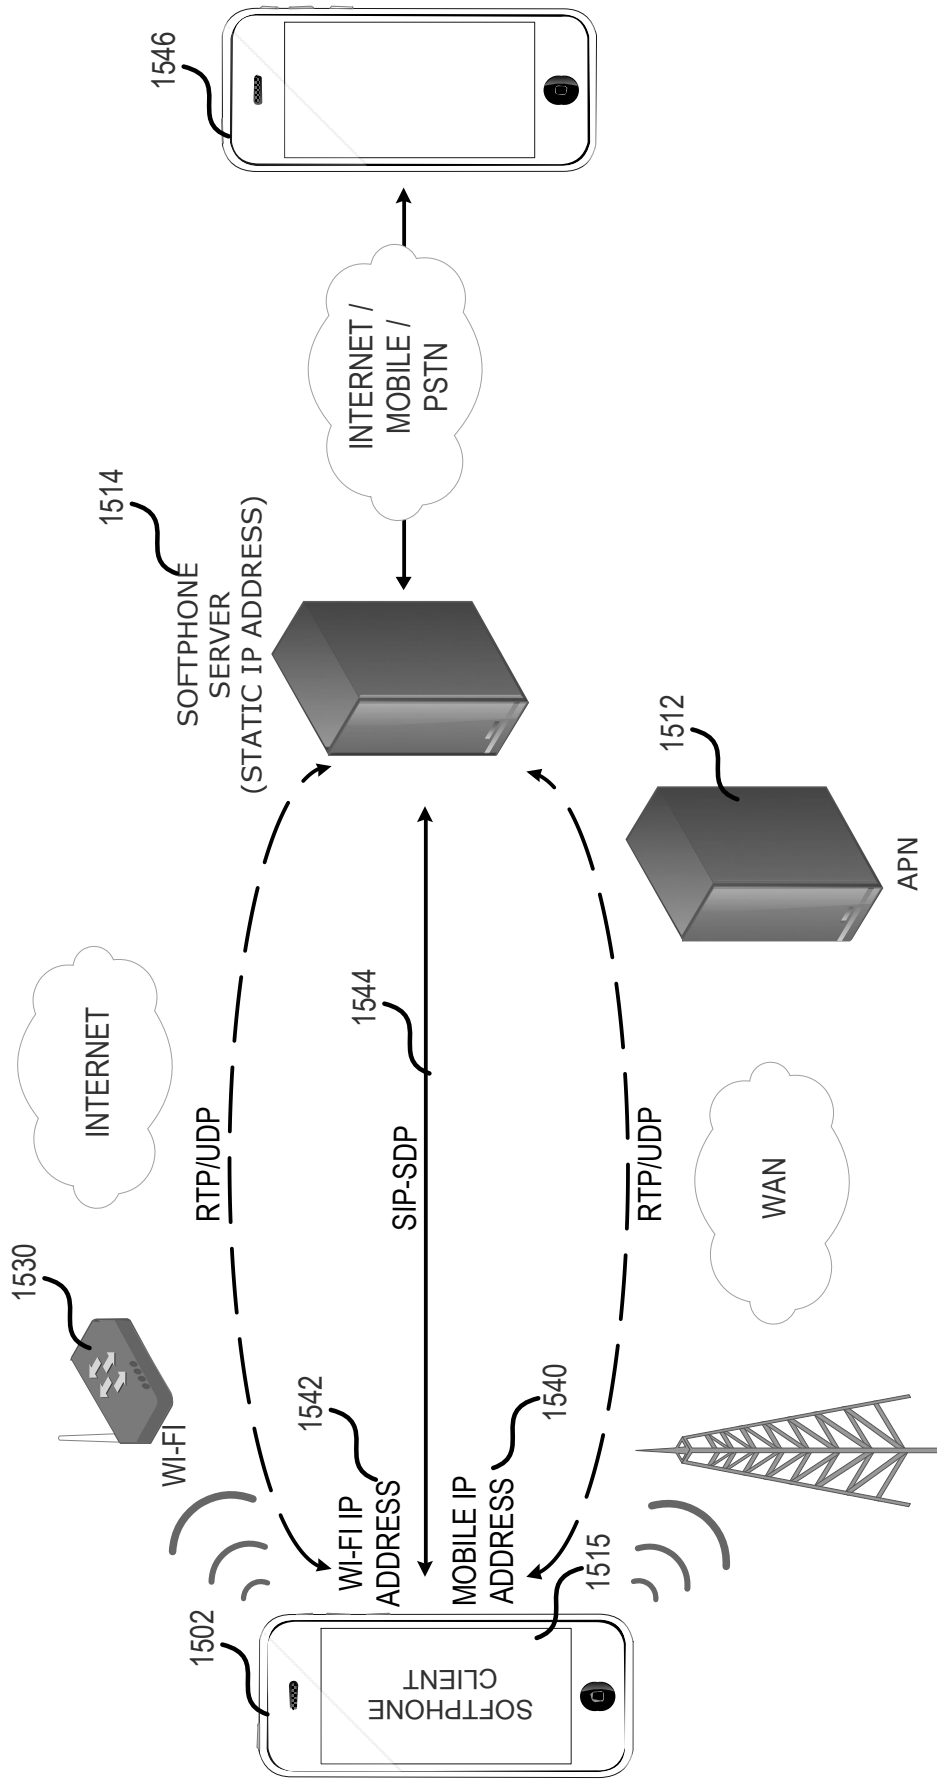 1502
SOFTPHONE
CLIENT
1515
WI-FI
1530
WI-FI IP
ADDRESS
1542
MOBILE IP
ADDRESS
1540
INTERNET
RTP/UDP
SIP-SDP
1544
RTP/UDP
WAN
APN
1512
SOFTPHONE
SERVER
(STATIC IP ADDRESS)
1514
INTERNET /
MOBILE /
PSTN
1546